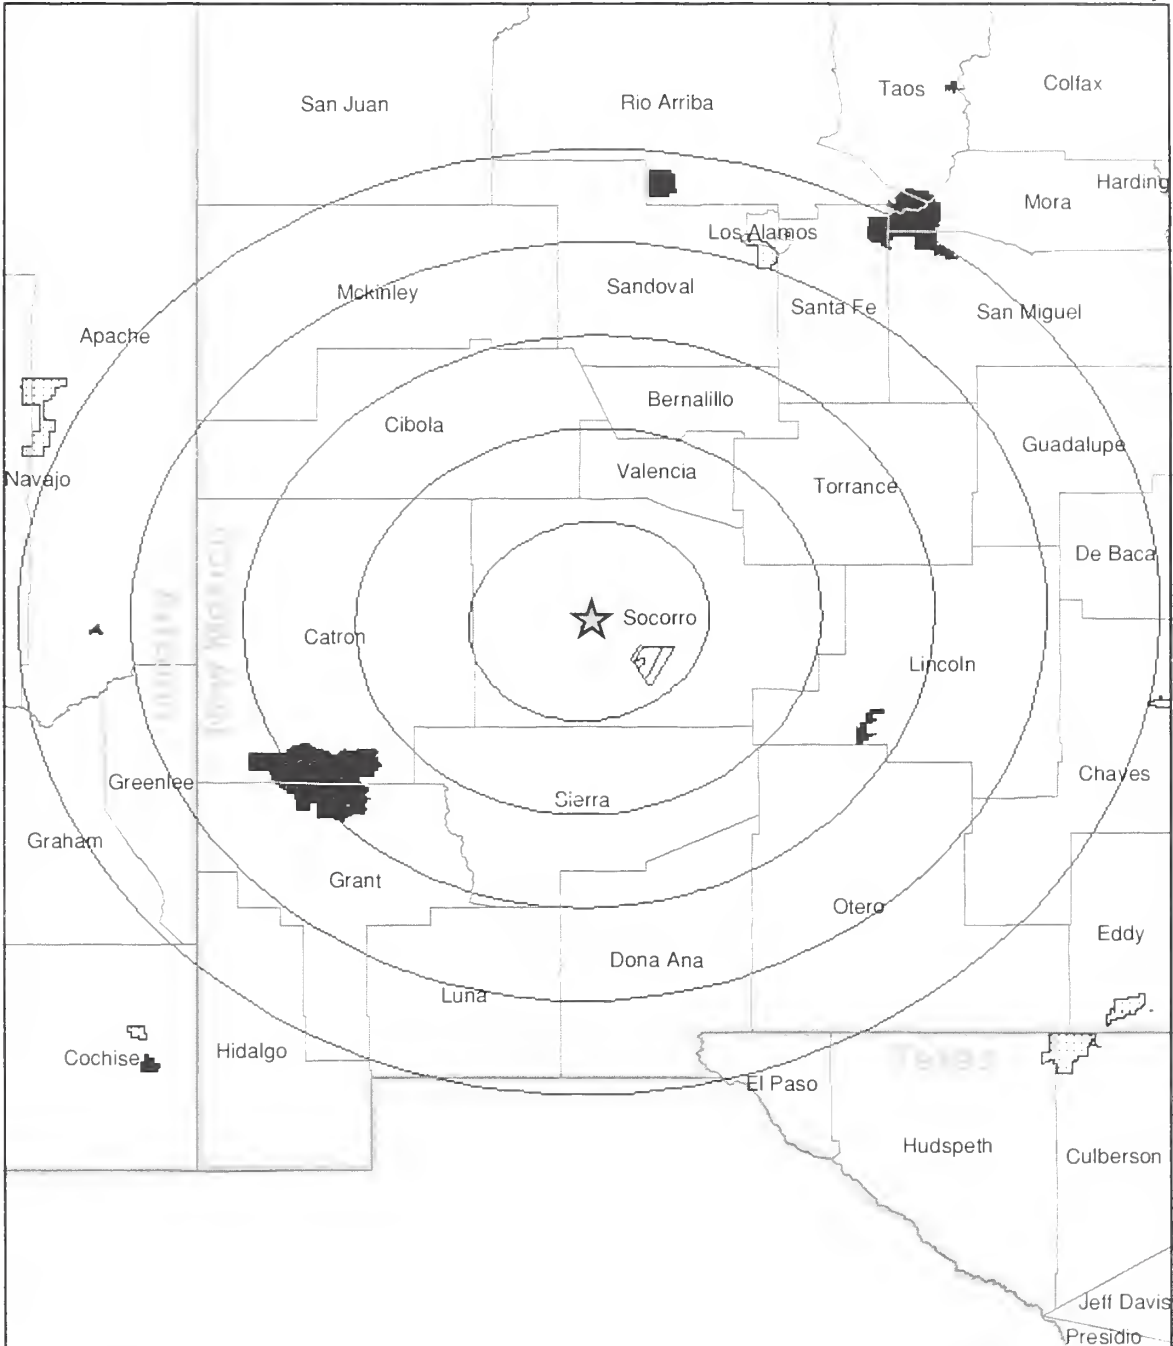 Taos
Colfax
San Juan
Rio Arriba
Harding
Mora
Los Alamos
Mckinley
Sandoval
Santa Fe
San Miguel
Apache
Bernalillo
Cibola
Guadalupe
Navajo
Valencia
Torrance
De Baca
Arizona
New Mexico
Socorro
Catron
Lincoln
Greenlee
Sierra
Chaves
Graham
Grant
Otero
Eddy
Dona Ana
Luna
Cochise
Hidalgo
Texas
El Paso
Hudspeth
Culberson
Jeff Davis
Presidio